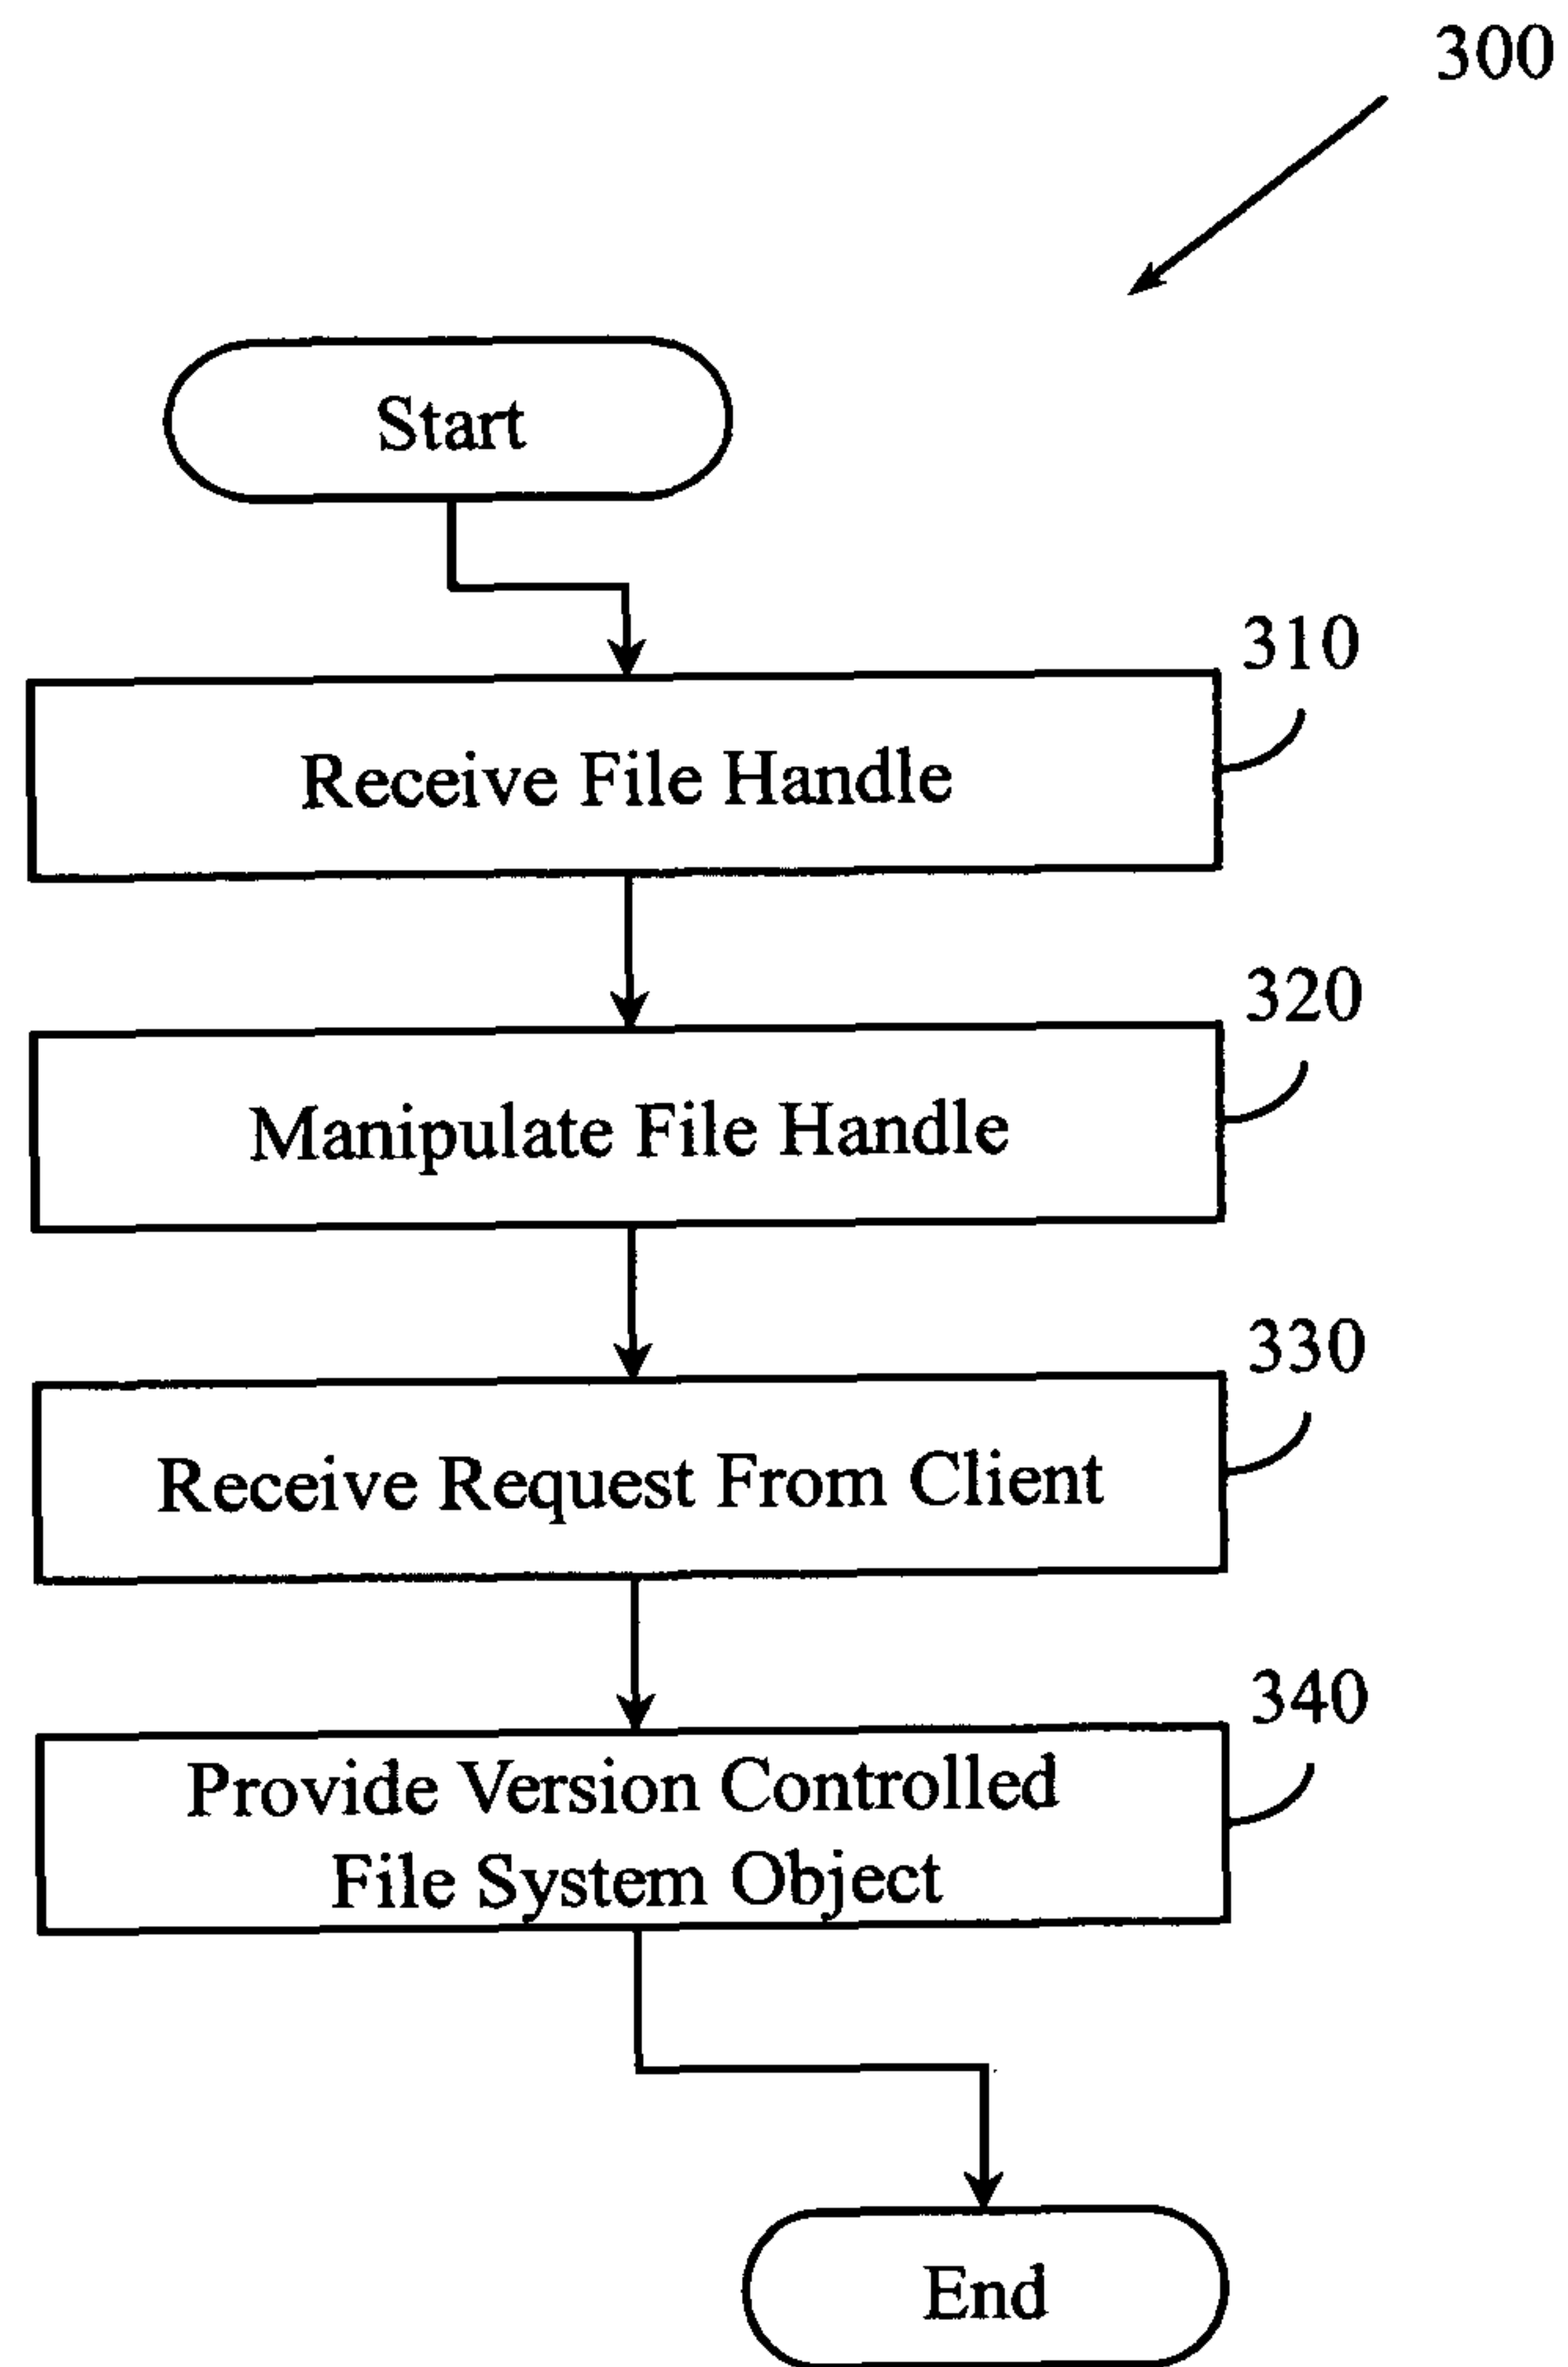 300
Start
310
Receive File Handle
320
Manipulate File Handle
330
Receive Request From Client
340
Provide Version Controlled
File System Object
End